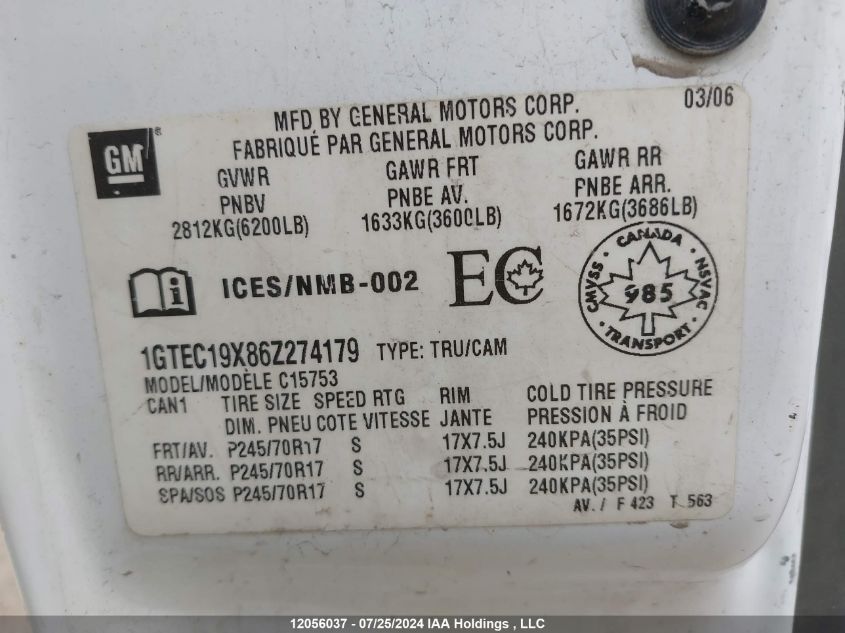 MFD BY GENERAL MOTORS CORP. 03/06
FABRIQUÉ PAR GENERAL MOTORS CORP.
GM ®
GVWR GAWR FRT GAWR RR
PNBV PNBE AV. PNBE ARR.
2812KG(6200LB) 1633KG(3600LB) 1672KG(3686LB)
i ICES/NMB-002 EC
CANADA
CMVSS 985 NSVAC
TRANSPORT
1GTEC19X86Z274179 TYPE: TRU/CAM
MODEL/MODÈLE C15753
CAN1 TIRE SIZE SPEED RTG RIM COLD TIRE PRESSURE
DIM. PNEU COTE VITESSE JANTE PRESSION À FROID
FRT/AV. P245/70R17 S 17X7.5J 240KPA(35PSI)
RR/ARR. P245/70R17 S 17X7.5J 240KPA(35PSI)
SPA/SOS P245/70R17 S 17X7.5J 240KPA(35PSI)
AV. / F 423 T 563
12056037 - 07/25/2024 IAA Holdings , LLC